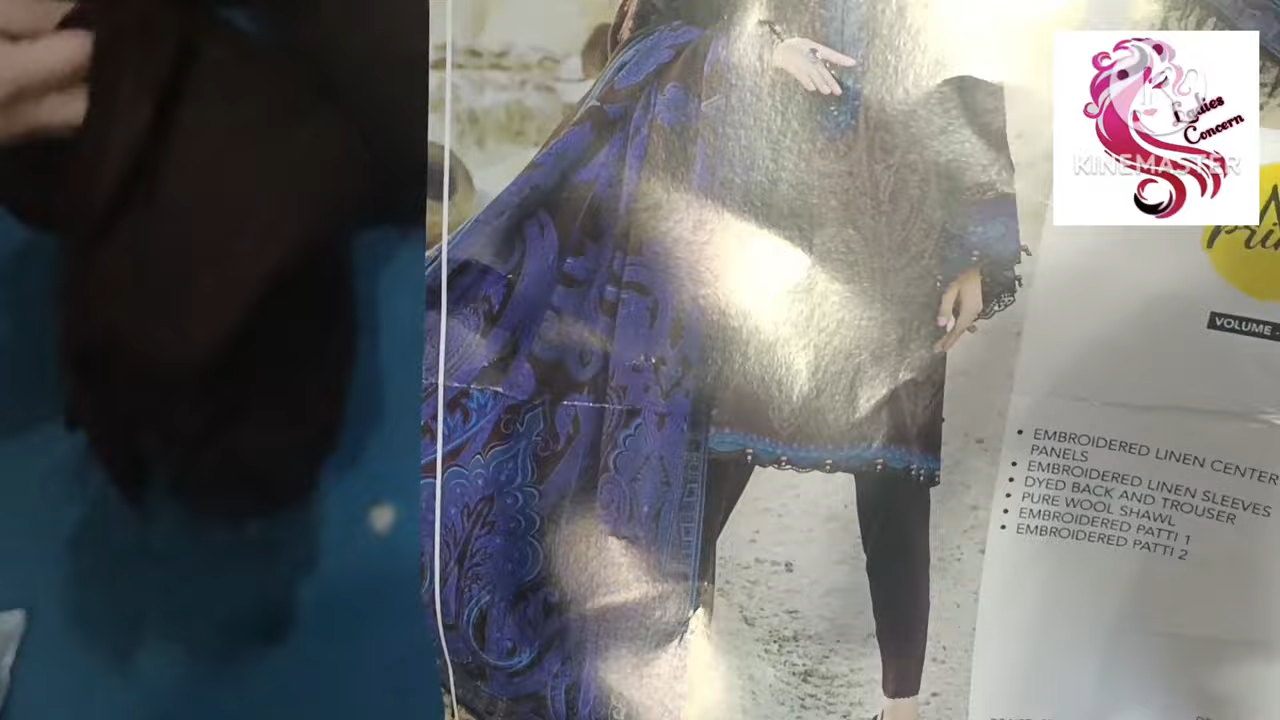 Ladies
Concern
KINEMASTER
VOLUME
EMBROIDERED LINEN CENTER
PANELS
EMBROIDERED LINEN SLEEVES
DYED BACK AND TROUSER
PURE WOOL SHAWL
EMBROIDERED PATTI 1
EMBROIDERED PATTI 2